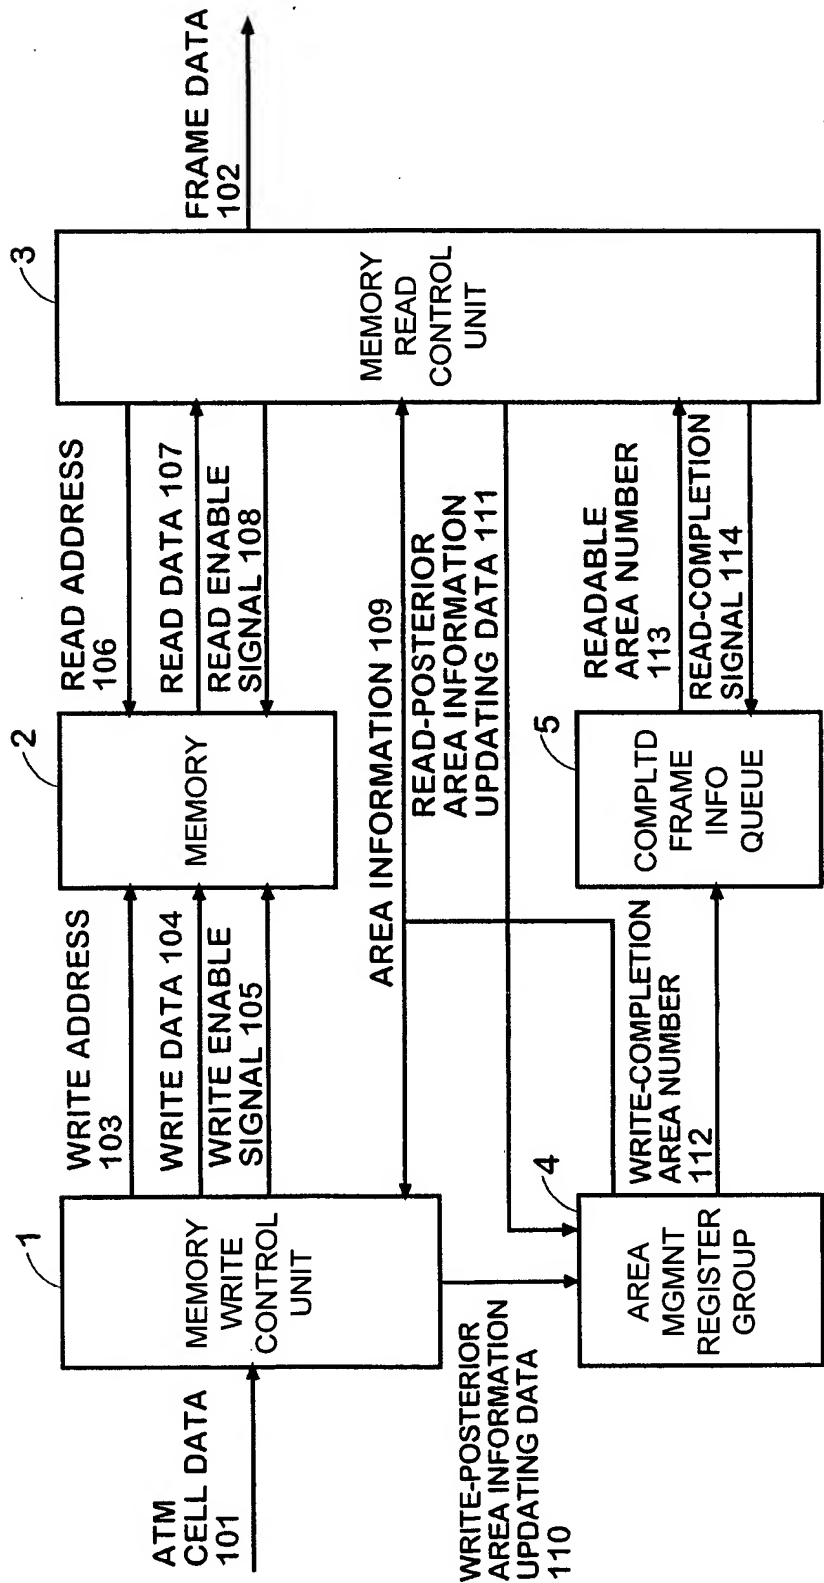 ATM
CELL DATA
101
1
MEMORY
WRITE
CONTROL
UNIT
WRITE ADDRESS
103
WRITE DATA 104
WRITE ENABLE
SIGNAL 105
2
MEMORY
READ ADDRESS
106
READ DATA 107
READ ENABLE
SIGNAL 108
3
MEMORY
READ
CONTROL
UNIT
FRAME DATA
102
AREA INFORMATION 109
READ-POSTERIOR
AREA INFORMATION
UPDATING DATA 111
WRITE-POSTERIOR
AREA INFORMATION
UPDATING DATA
110
4
AREA
MGMNT
REGISTER
GROUP
WRITE-COMPLETION
AREA NUMBER
112
5
COMPLTD
FRAME
INFO
QUEUE
READABLE
AREA NUMBER
113
READ-COMPLETION
SIGNAL 114